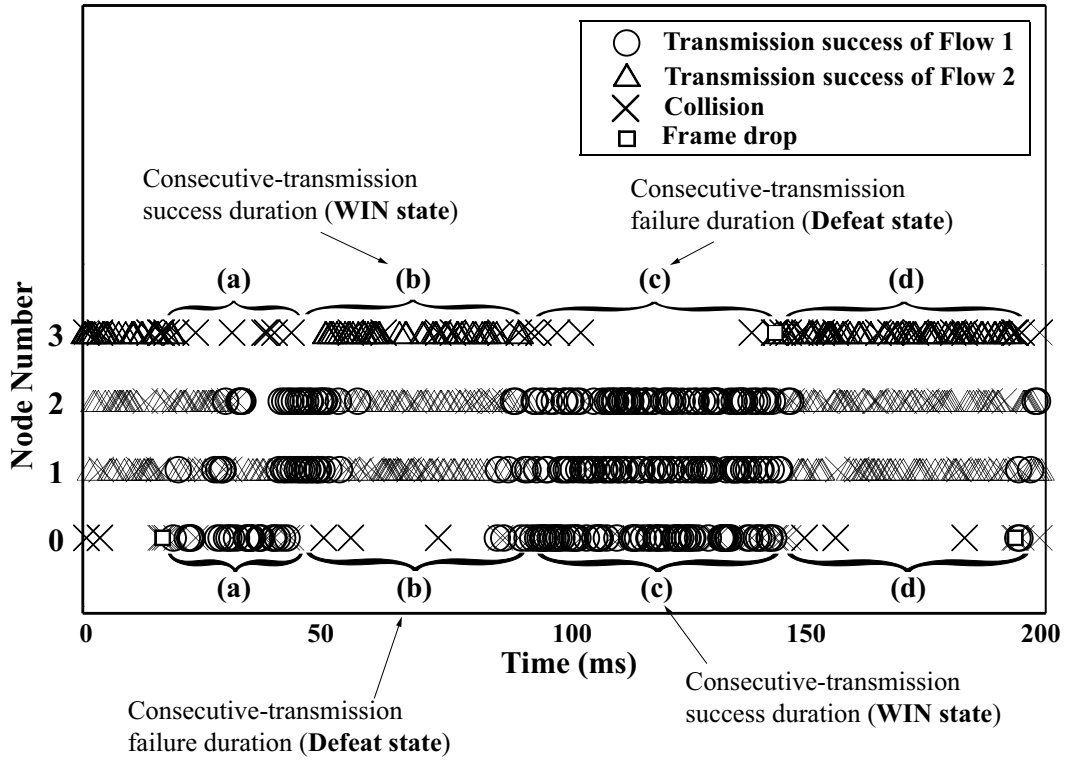 Transmission success of Flow 1
Transmission success of Flow 2
Collision
Frame drop
Consecutive-transmission
success duration (WIN state)
Consecutive-transmission
failure duration (Defeat state)
(a)
(b)
(c)
(d)
Node Number
3
2
1
0
(a)
(b)
(c)
(d)
0
50
100
150
200
Time (ms)
Consecutive-transmission
failure duration (Defeat state)
Consecutive-transmission
success duration (WIN state)